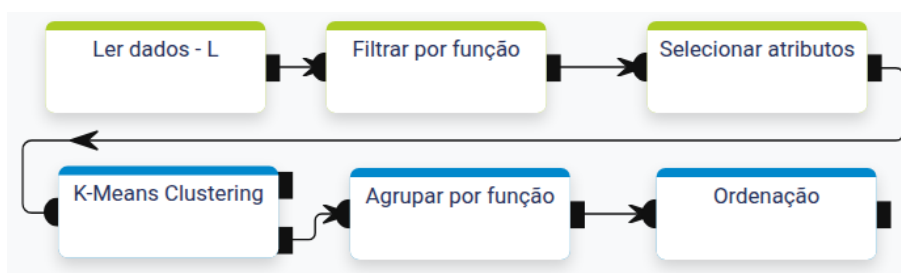 Ler dados - L
Filtrar por função
Selecionar atributos
K-Means Clustering
Agrupar por função
Ordenação